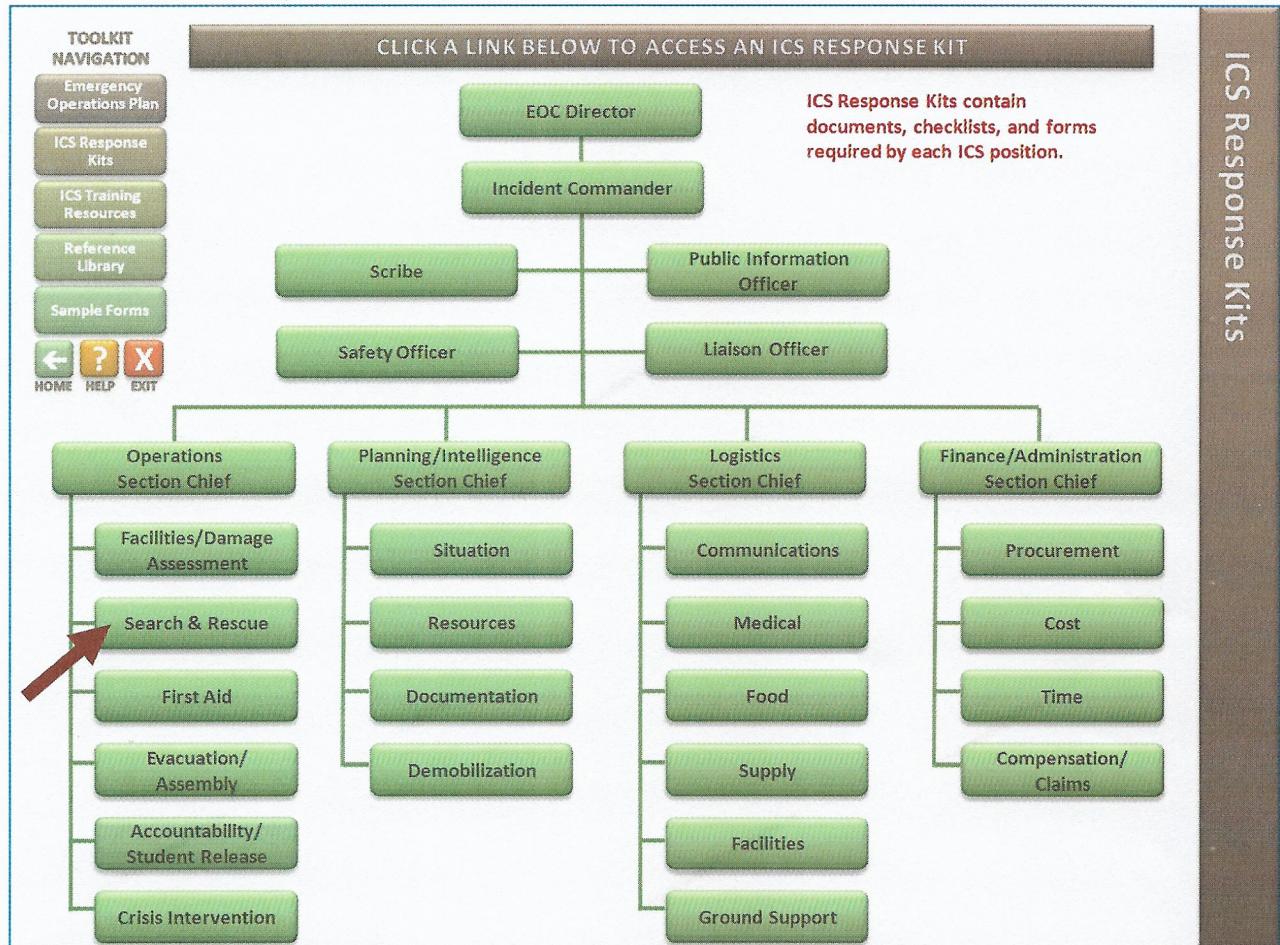 TOOLKIT
NAVIGATION
Emergency
Operations Plan
ICS Response
Kits
ICS Training
Resources
Reference
Library
Sample Forms
?
X
HOME HELP EXIT
CLICK A LINK BELOW TO ACCESS AN ICS RESPONSE KIT
ICS Response Kits contain
documents, checklists, and forms
required by each ICS position.
EOC Director
Incident Commander
Scribe
Public Information
Officer
Safety Officer
Liaison Officer
Operations
Section Chief
Facilities/Damage
Assessment
Search & Rescue
First Aid
Evacuation/
Assembly
Accountability/
Student Release
Crisis Intervention
Planning/Intelligence
Section Chief
Situation
Resources
Documentation
Demobilization
Logistics
Section Chief
Communications
Medical
Food
Supply
Facilities
Ground Support
Finance/Administration
Section Chief
Procurement
Cost
Time
Compensation/
Claims
ICS Response Kits